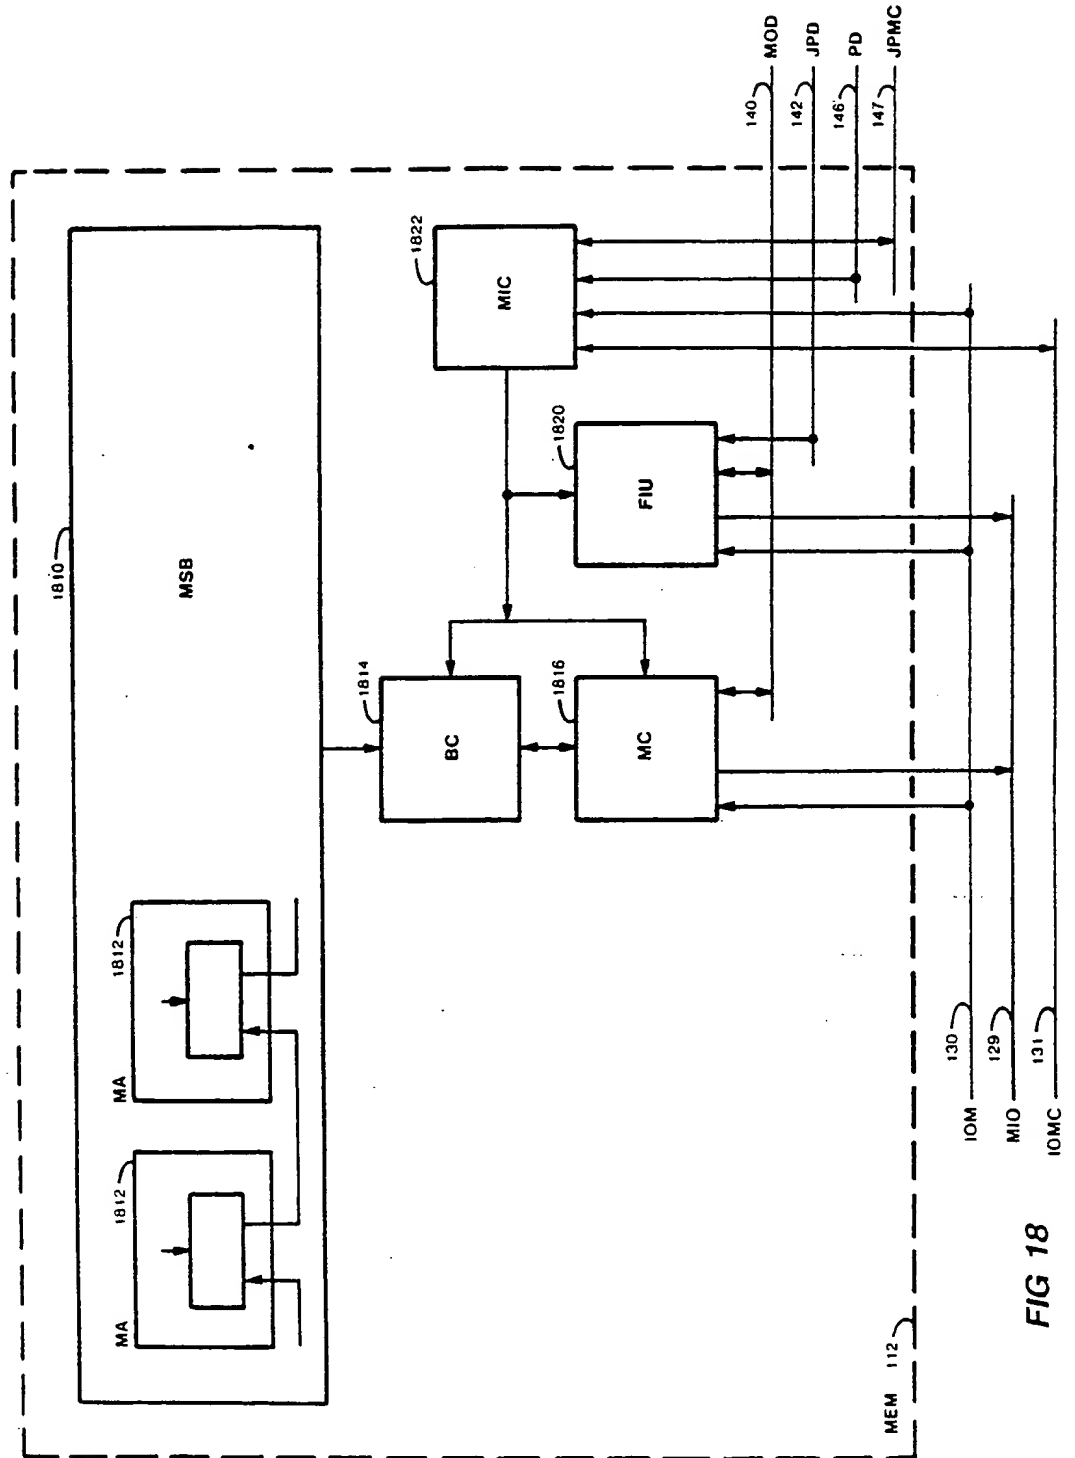 1810
MSB
MA
1812
MA
1812
1814
BC
1816
MC
1820
FIU
1822
MIC
140
MOD
142
JPD
146
PD
147
JPMC
IOM
130
MIO
129
IOMC
131
MEM 112
FIG 18